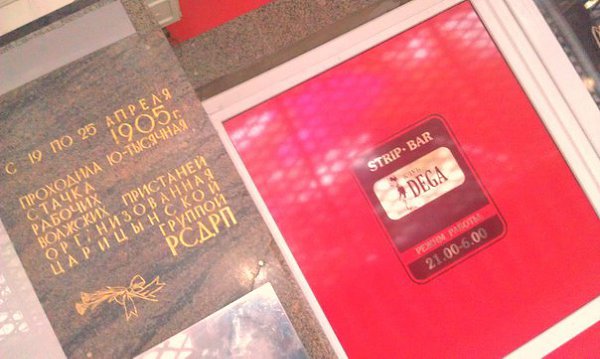 С 19 ПО 25 АПРЕЛЯ
1905г.
ПРОХОДИЛА 10-ТЫСЯЧНАЯ
СТАЧКА
РАБОЧИХ
ВОЛЖСКИХ ПРИСТАНЕЙ
ОРГАНИЗОВАННАЯ
ЦАРИЦЫНСКОЙ
ГРУППОЙ
РСДРП
STRIP-BAR
DEGA
РЕЖИМ РАБОТЫ
21.00-6.00